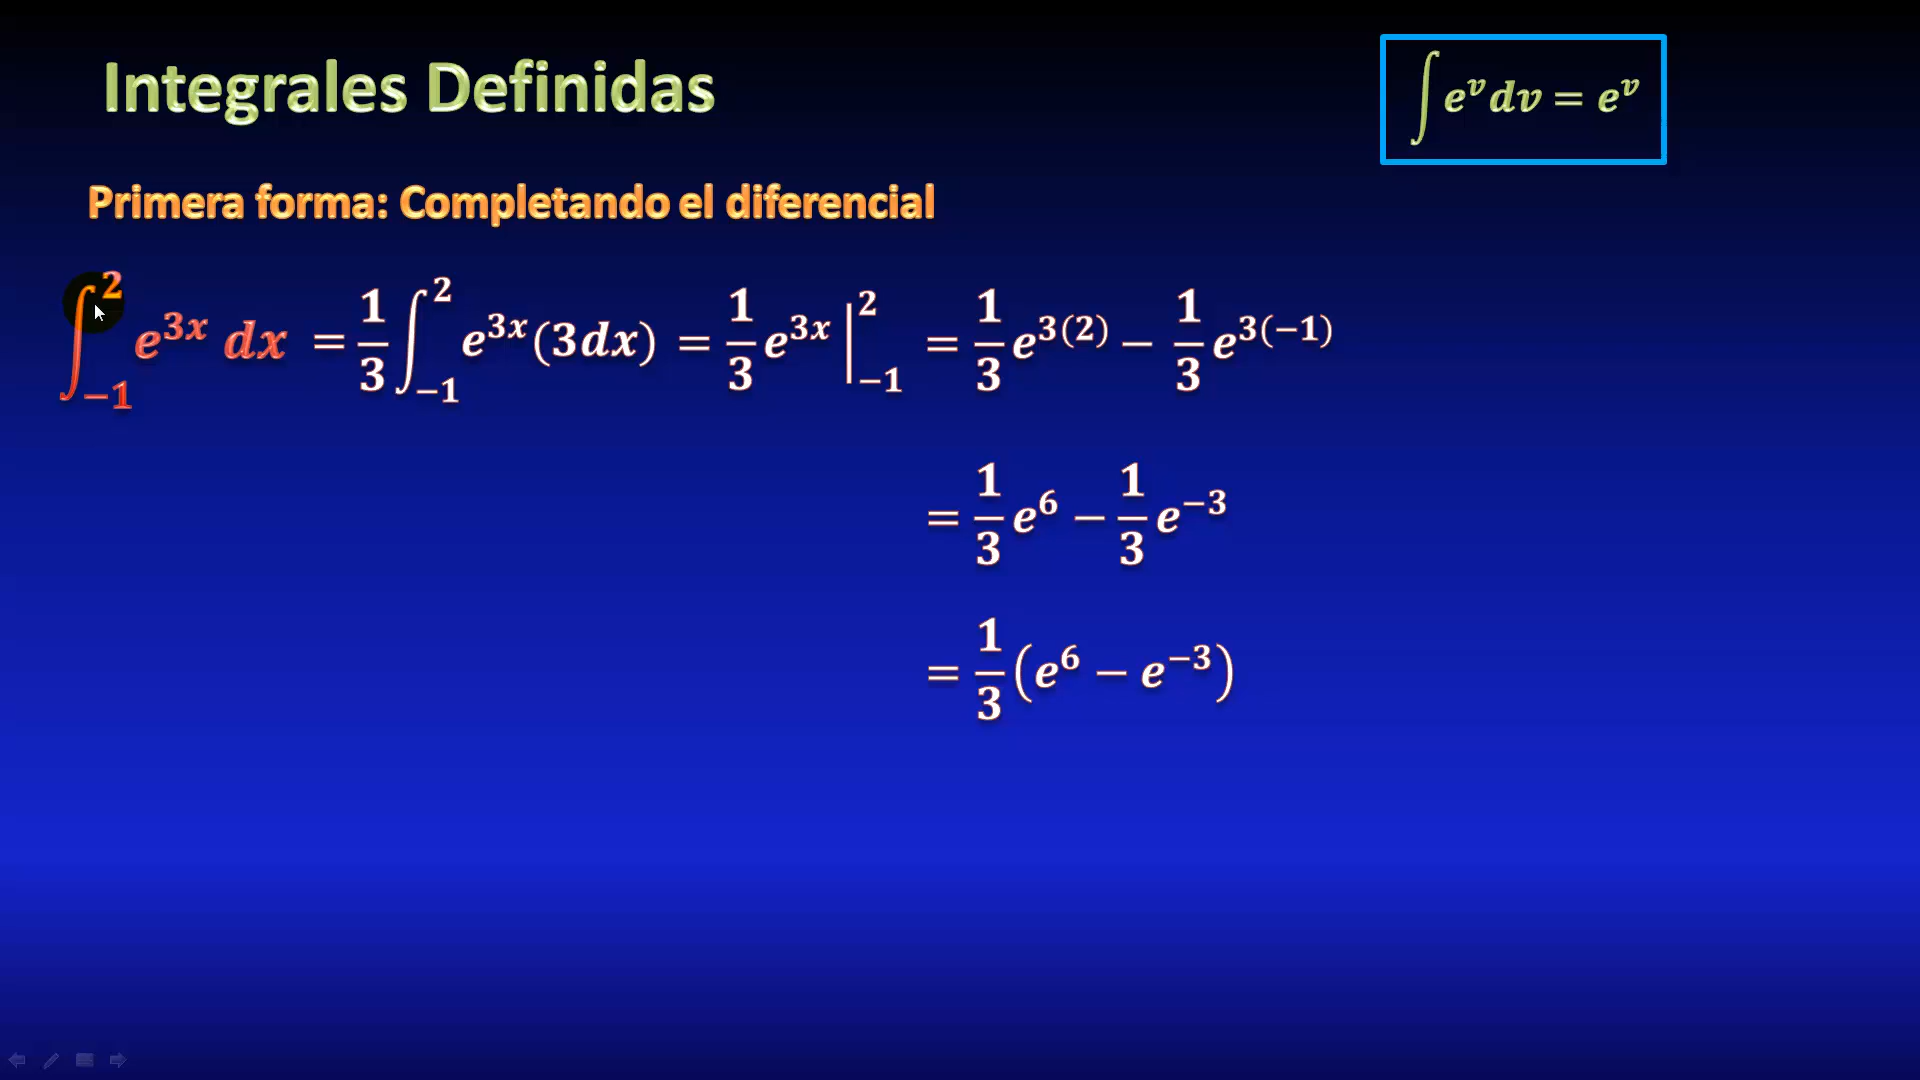 Integrales Definidas
∫ e^v dv = e^v
Primera forma: Completando el diferencial
∫_{−1}^{2} e^{3x} dx = 1/3 ∫_{−1}^{2} e^{3x}(3dx) = 1/3 e^{3x} |_{−1}^{2} = 1/3 e^{3(2)} − 1/3 e^{3(−1)}
= 1/3 e^6 − 1/3 e^{−3}
= 1/3 (e^6 − e^{−3})